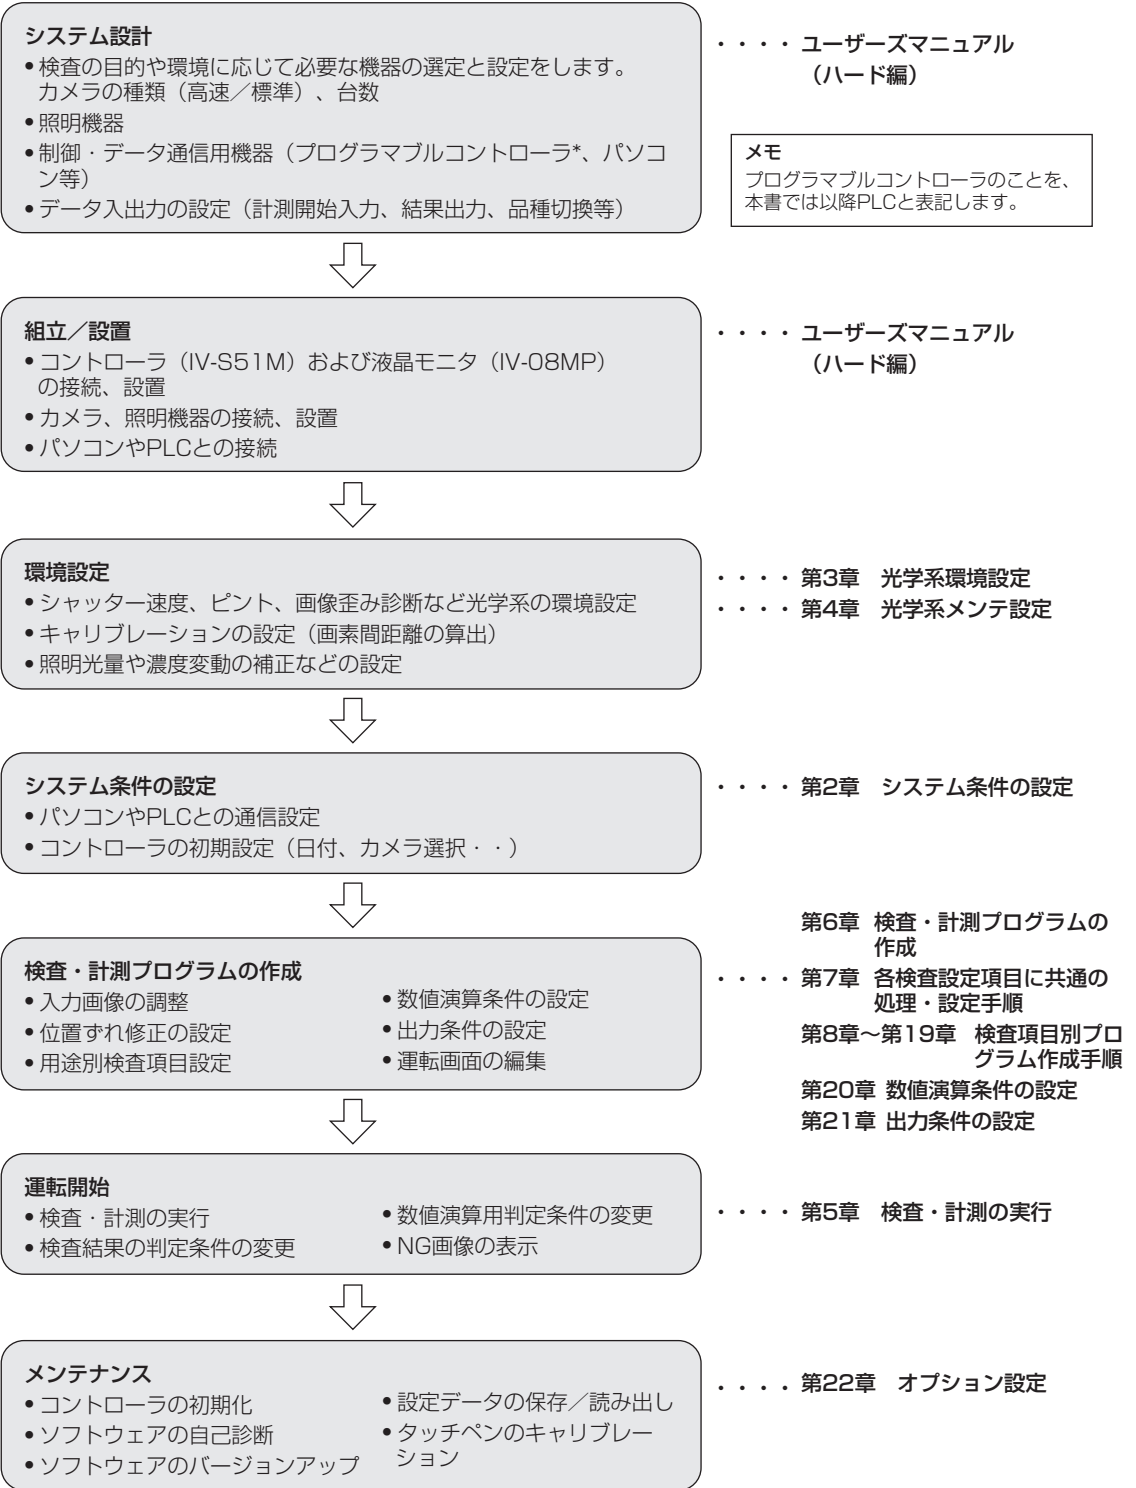 システム設計
•検査の目的や環境に応じて必要な機器の選定と設定をします。
カメラの種類（高速／標準）、台数
•照明機器
•制御・データ通信用機器（プログラマブルコントローラ*、パソコ
ン等）
•データ入出力の設定（計測開始入力、結果出力、品種切換等）
・・・・ ユーザーズマニュアル
（ハード編）
メモ
プログラマブルコントローラのことを、
本書では以降PLCと表記します。
組立／設置
•コントローラ（IV-S51M）および液晶モニタ（IV-08MP）
の接続、設置
•カメラ、照明機器の接続、設置
•パソコンやPLCとの接続
・・・・ ユーザーズマニュアル
（ハード編）
環境設定
•シャッター速度、ピント、画像歪み診断など光学系の環境設定
•キャリブレーションの設定（画素間距離の算出）
•照明光量や濃度変動の補正などの設定
・・・・ 第3章　光学系環境設定
・・・・ 第4章　光学系メンテ設定
システム条件の設定
•パソコンやPLCとの通信設定
•コントローラの初期設定（日付、カメラ選択・・）
・・・・ 第2章　システム条件の設定
検査・計測プログラムの作成
•入力画像の調整
•位置ずれ修正の設定
•用途別検査項目設定
•数値演算条件の設定
•出力条件の設定
•運転画面の編集
第6章 検査・計測プログラムの
作成
・・・・ 第7章 各検査設定項目に共通の
処理・設定手順
第8章～第19章　検査項目別プロ
グラム作成手順
第20章 数値演算条件の設定
第21章 出力条件の設定
運転開始
•検査・計測の実行
•検査結果の判定条件の変更
•数値演算用判定条件の変更
•NG画像の表示
・・・・ 第5章　検査・計測の実行
メンテナンス
•コントローラの初期化
•ソフトウェアの自己診断
•ソフトウェアのバージョンアップ
•設定データの保存／読み出し
•タッチペンのキャリブレー
ション
・・・・ 第22章　オプション設定